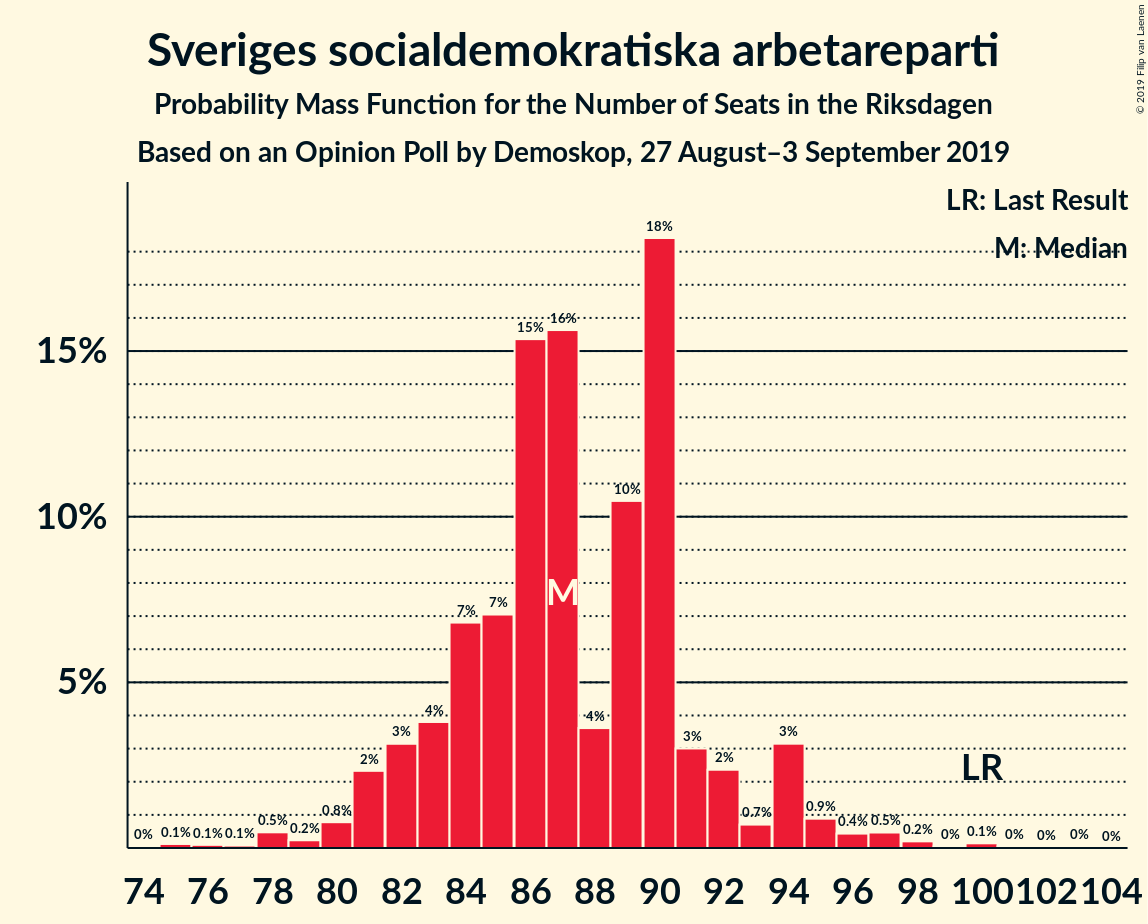 Sveriges socialdemokratiska arbetareparti
Probability Mass Function for the Number of Seats in the Riksdagen
Based on an Opinion Poll by Demoskop, 27 August–3 September 2019
© 2019 Filip van Laenen
LR: Last Result
M: Median
15%
10%
5%
0% 0.1% 0.1% 0.1% 0.5% 0.2% 0.8% 2% 3% 4% 7% 7% 15% 16% 4% 10% 18% 3% 2% 0.7% 3% 0.9% 0.4% 0.5% 0.2% 0% 0.1% 0% 0% 0% 0%
M
LR
74 76 78 80 82 84 86 88 90 92 94 96 98 100 102 104